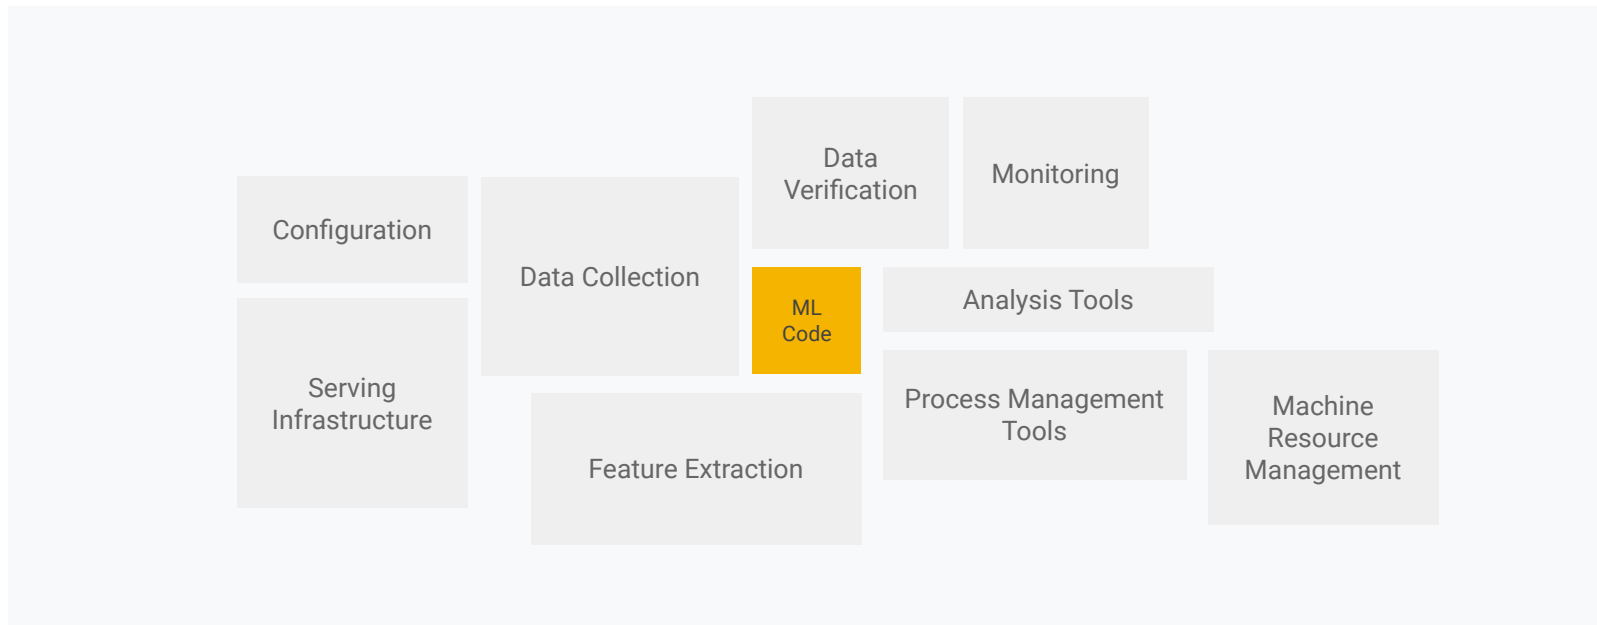 Data
Verification
Monitoring
Configuration
Data Collection
ML
Code
Analysis Tools
Serving
Infrastructure
Process Management
Tools
Machine
Resource
Management
Feature Extraction